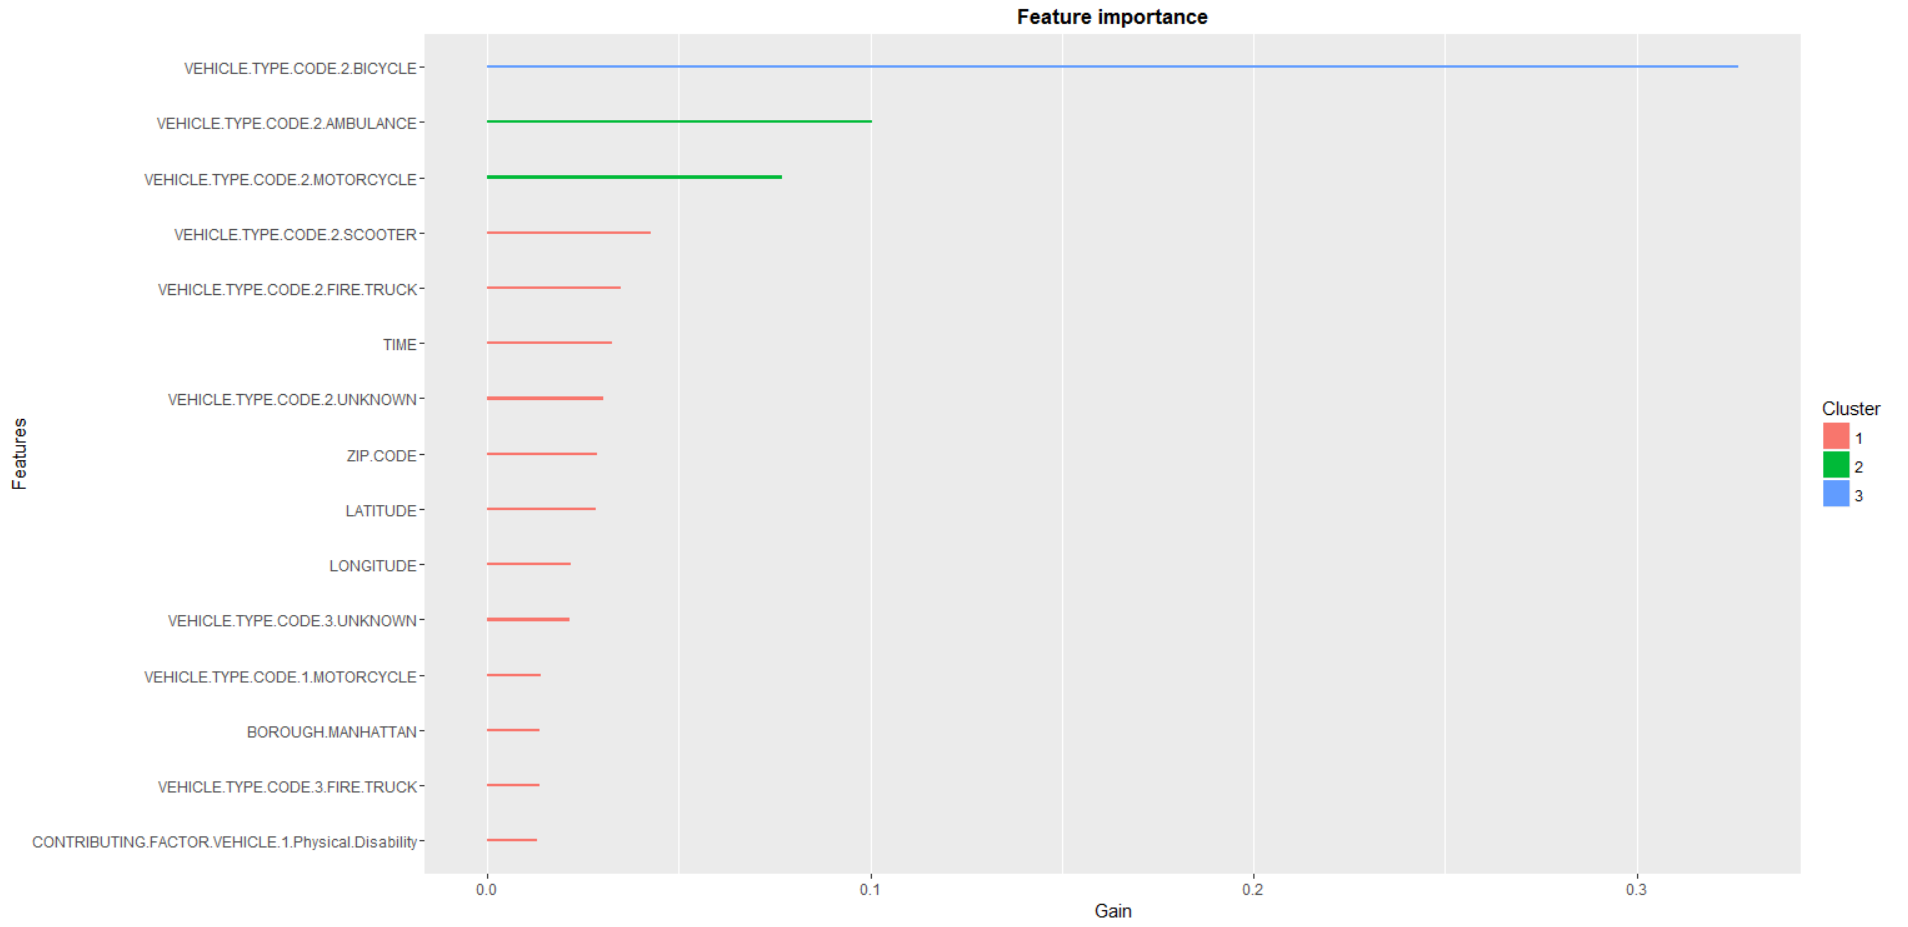 Feature importance
VEHICLE.TYPE.CODE.2.BICYCLE
VEHICLE.TYPE.CODE.2.AMBULANCE
VEHICLE.TYPE.CODE.2.MOTORCYCLE
VEHICLE.TYPE.CODE.2.SCOOTER
VEHICLE.TYPE.CODE.2.FIRE.TRUCK
TIME
VEHICLE.TYPE.CODE.2.UNKNOWN
ZIP.CODE
LATITUDE
LONGITUDE
VEHICLE.TYPE.CODE.3.UNKNOWN
VEHICLE.TYPE.CODE.1.MOTORCYCLE
BOROUGH.MANHATTAN
VEHICLE.TYPE.CODE.3.FIRE.TRUCK
CONTRIBUTING.FACTOR.VEHICLE.1.Physical.Disability
Features
0.0 0.1 0.2 0.3
Gain
Cluster
1
2
3